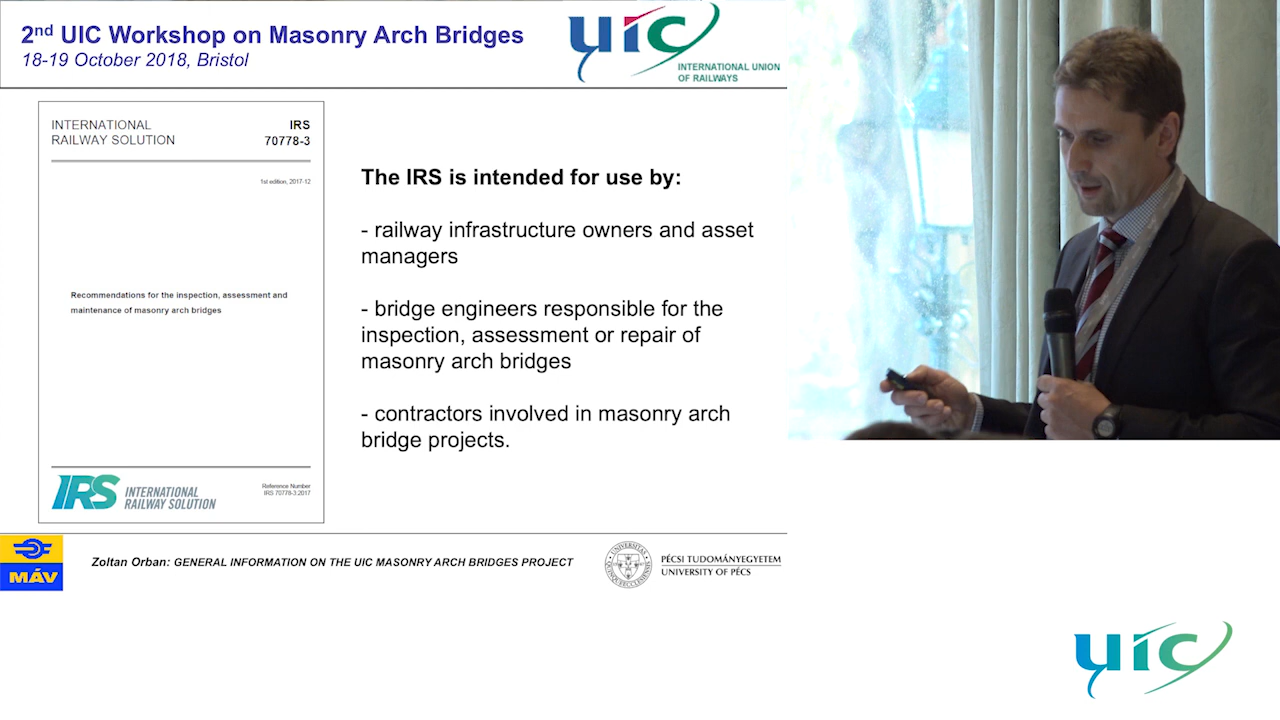 2nd UIC Workshop on Masonry Arch Bridges
18-19 October 2018, Bristol
uic
INTERNATIONAL UNION
OF RAILWAYS
INTERNATIONAL
RAILWAY SOLUTION
IRS
70778-3
1st edition, 2017-12
Recommendations for the inspection, assessment and
maintenance of masonry arch bridges
IRS INTERNATIONAL
RAILWAY SOLUTION
Reference Number
IRS 70778-3:2017
The IRS is intended for use by:
- railway infrastructure owners and asset
managers
- bridge engineers responsible for the
inspection, assessment or repair of
masonry arch bridges
- contractors involved in masonry arch
bridge projects.
MÁV
Zoltan Orban: GENERAL INFORMATION ON THE UIC MASONRY ARCH BRIDGES PROJECT
PÉCSI TUDOMÁNYEGYETEM
UNIVERSITY OF PÉCS
uic